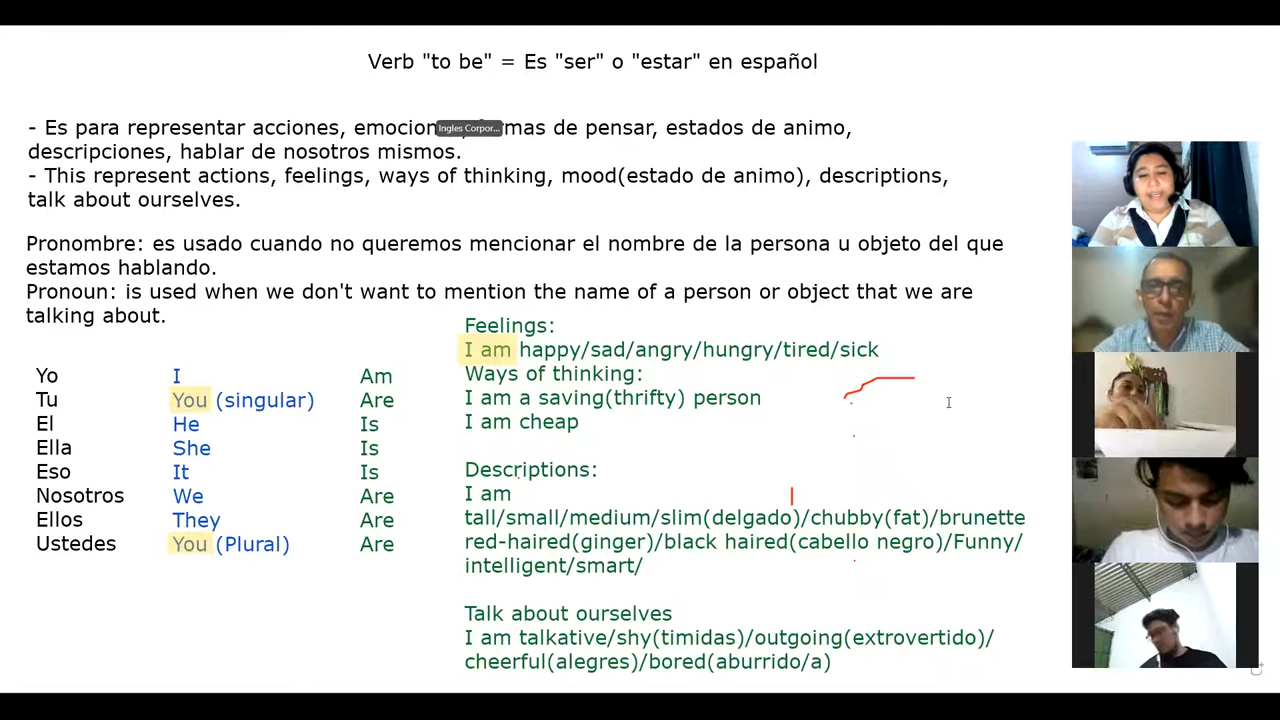 Verb "to be" = Es "ser" o "estar" en español
- Es para representar acciones, emocion mas de pensar, estados de animo,
Ingles Corpor...
descripciones, hablar de nosotros mismos.
- This represent actions, feelings, ways of thinking, mood(estado de animo), descriptions,
talk about ourselves.
Pronombre: es usado cuando no queremos mencionar el nombre de la persona u objeto del que
estamos hablando.
Pronoun: is used when we don't want to mention the name of a person or object that we are
talking about.
Yo I Am
Tu You (singular) Are
El He Is
Ella She Is
Eso It Is
Nosotros We Are
Ellos They Are
Ustedes You (Plural) Are
Feelings:
I am happy/sad/angry/hungry/tired/sick
Ways of thinking:
I am a saving(thrifty) person
I am cheap
Descriptions:
I am
tall/small/medium/slim(delgado)/chubby(fat)/brunette
red-haired(ginger)/black haired(cabello negro)/Funny/
intelligent/smart/
Talk about ourselves
I am talkative/shy(timidas)/outgoing(extrovertido)/
cheerful(alegres)/bored(aburrido/a)